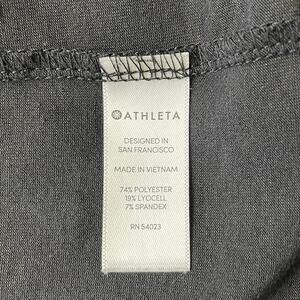 ATHLETA
DESIGNED IN
SAN FRANCISCO
MADE IN VIETNAM
74% POLYESTER
19% LYOCELL
7% SPANDEX
RN 54023